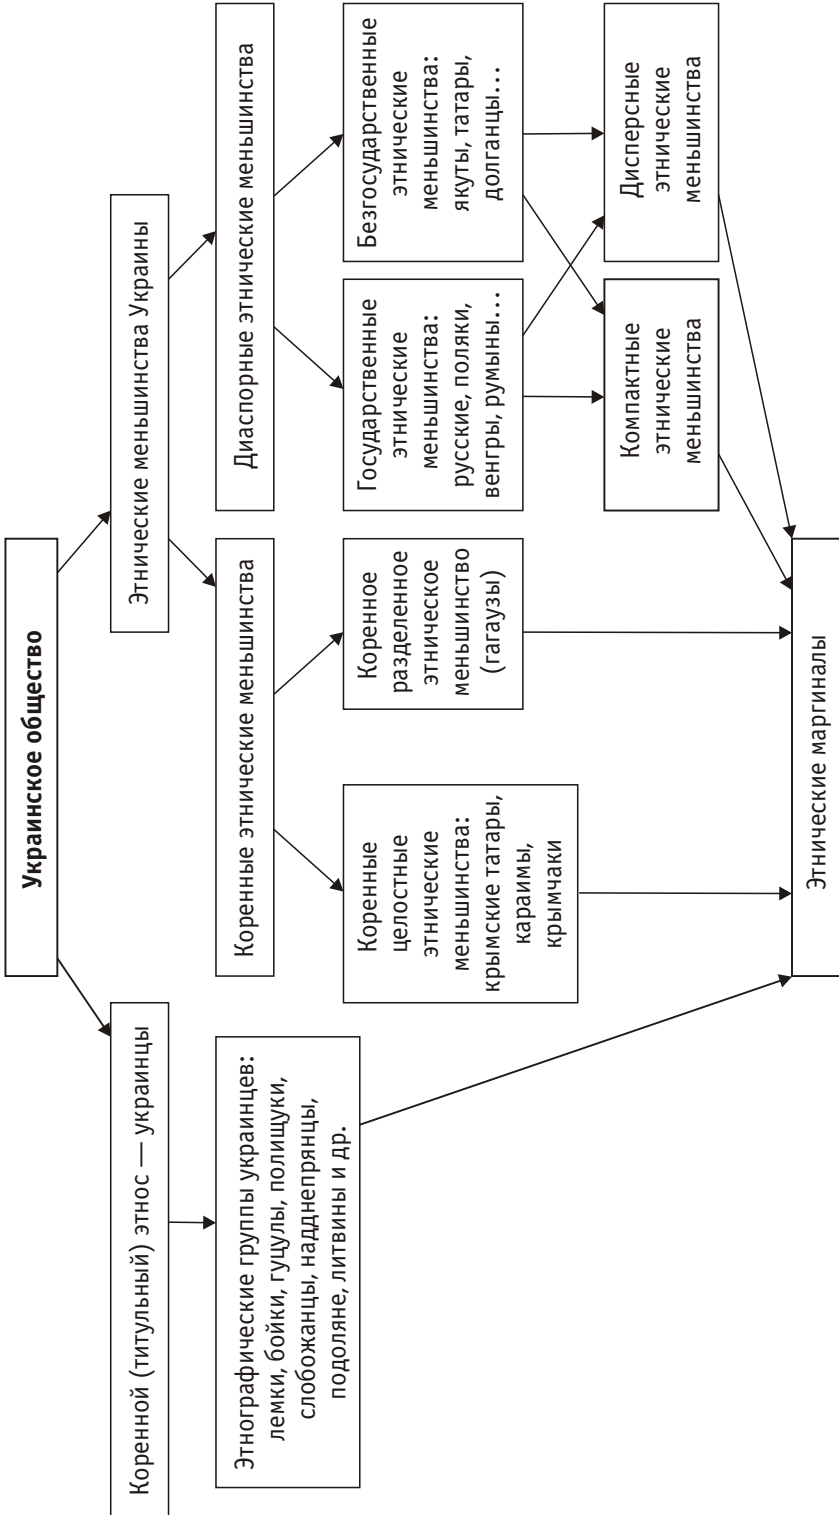 Украинское общество
Коренной (титульный) этнос — украинцы
Этнические меньшинства Украины
Этнографические группы украинцев:
лемки, бойки, гуцулы, полищуки,
слобожанцы, надднепрянцы,
подоляне, литвины и др.
Коренные этнические меньшинства
Диаспорные этнические меньшинства
Коренные
целостные
этнические
меньшинства:
крымские татары,
караимы,
крымчаки
Коренное
разделенное
этническое
меньшинство
(гагаузы)
Государственные
этнические
меньшинства:
русские, поляки,
венгры, румыны...
Безгосударственные
этнические
меньшинства:
якуты, татары,
долганцы...
Компактные
этнические
меньшинства
Дисперсные
этнические
меньшинства
Этнические маргиналы